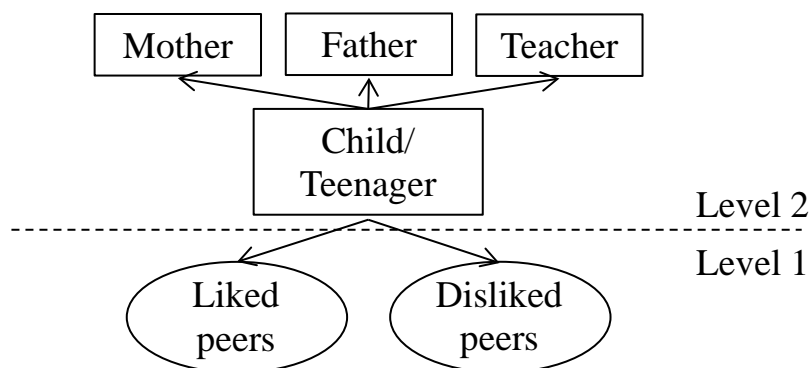 Mother
Father
Teacher
Child/
Teenager
Level 2
Level 1
Liked
peers
Disliked
peers